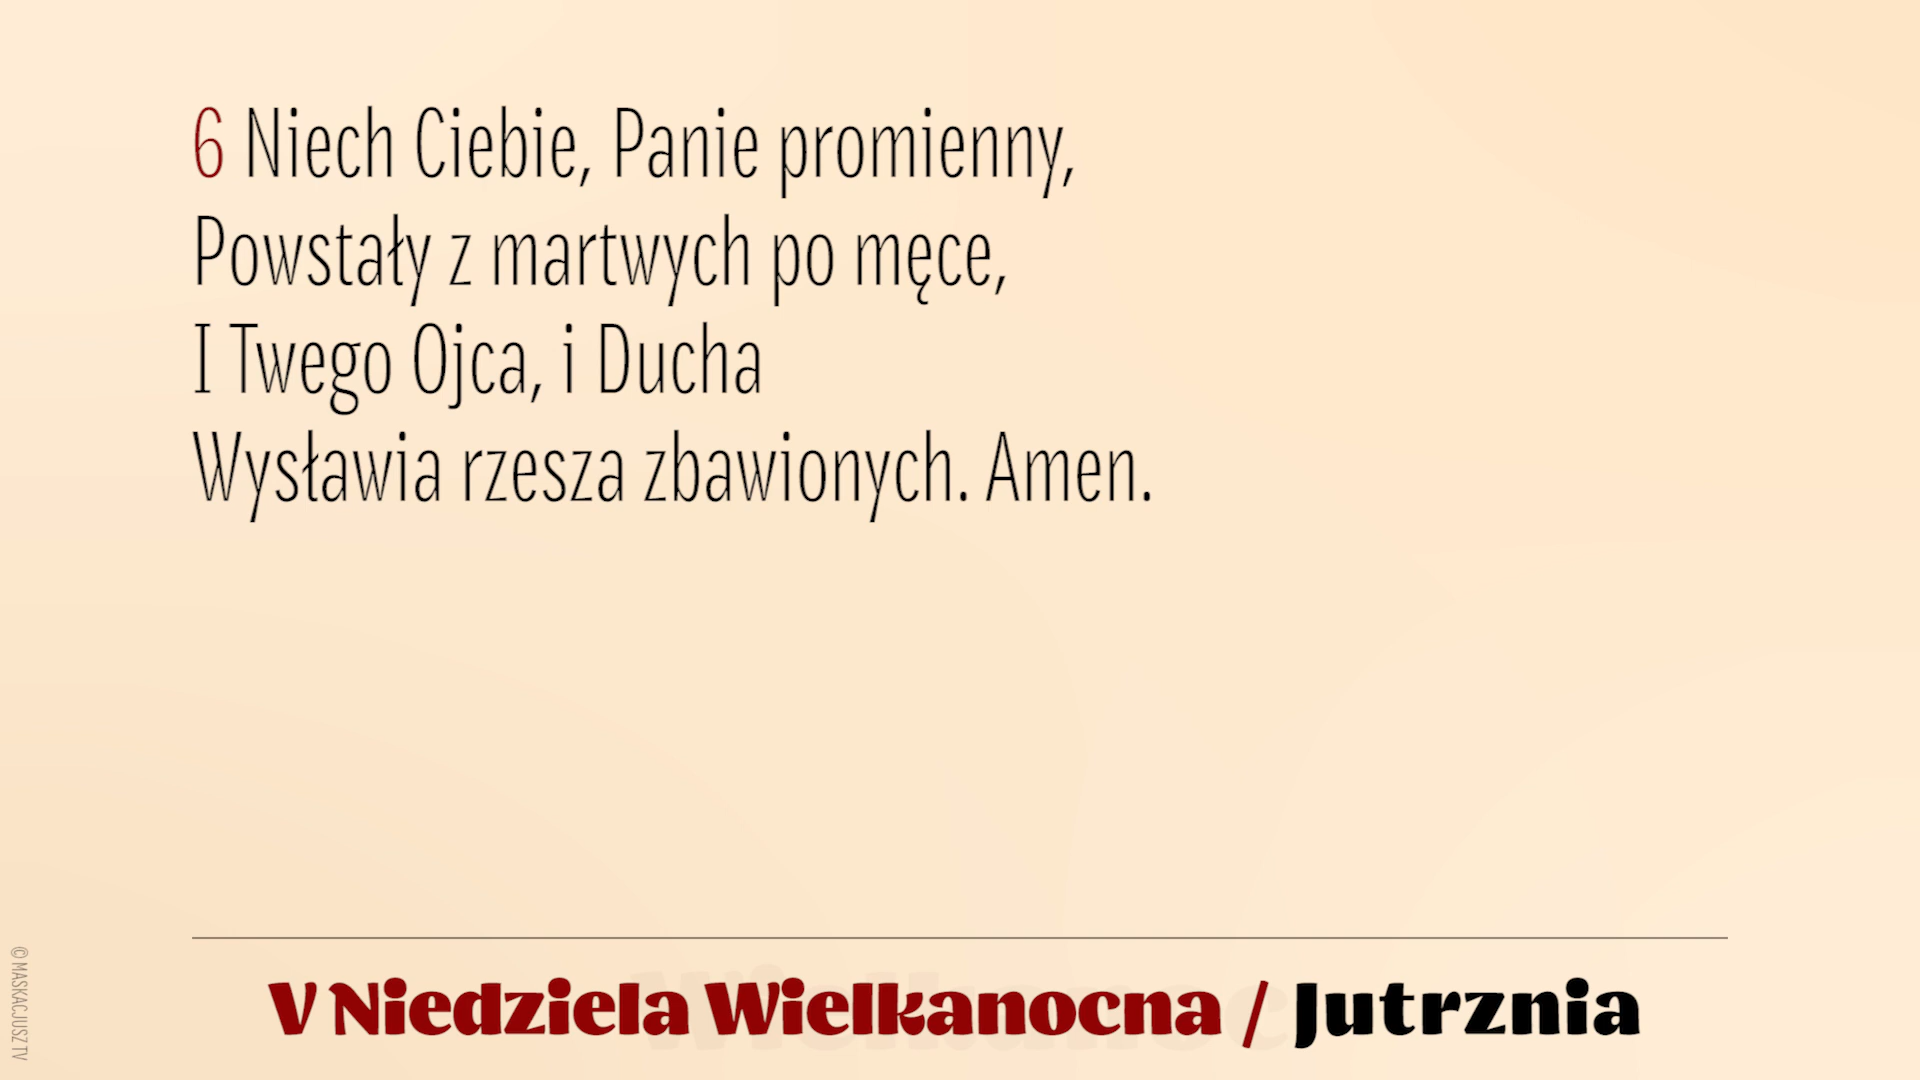 6 Niech Ciebie, Panie promienny,
Powstały z martwych po męce,
I Twego Ojca, i Ducha
Wysławia rzesza zbawionych. Amen.
V Niedziela Wielkanocna / Jutrznia
© MASKACJUSZ TV